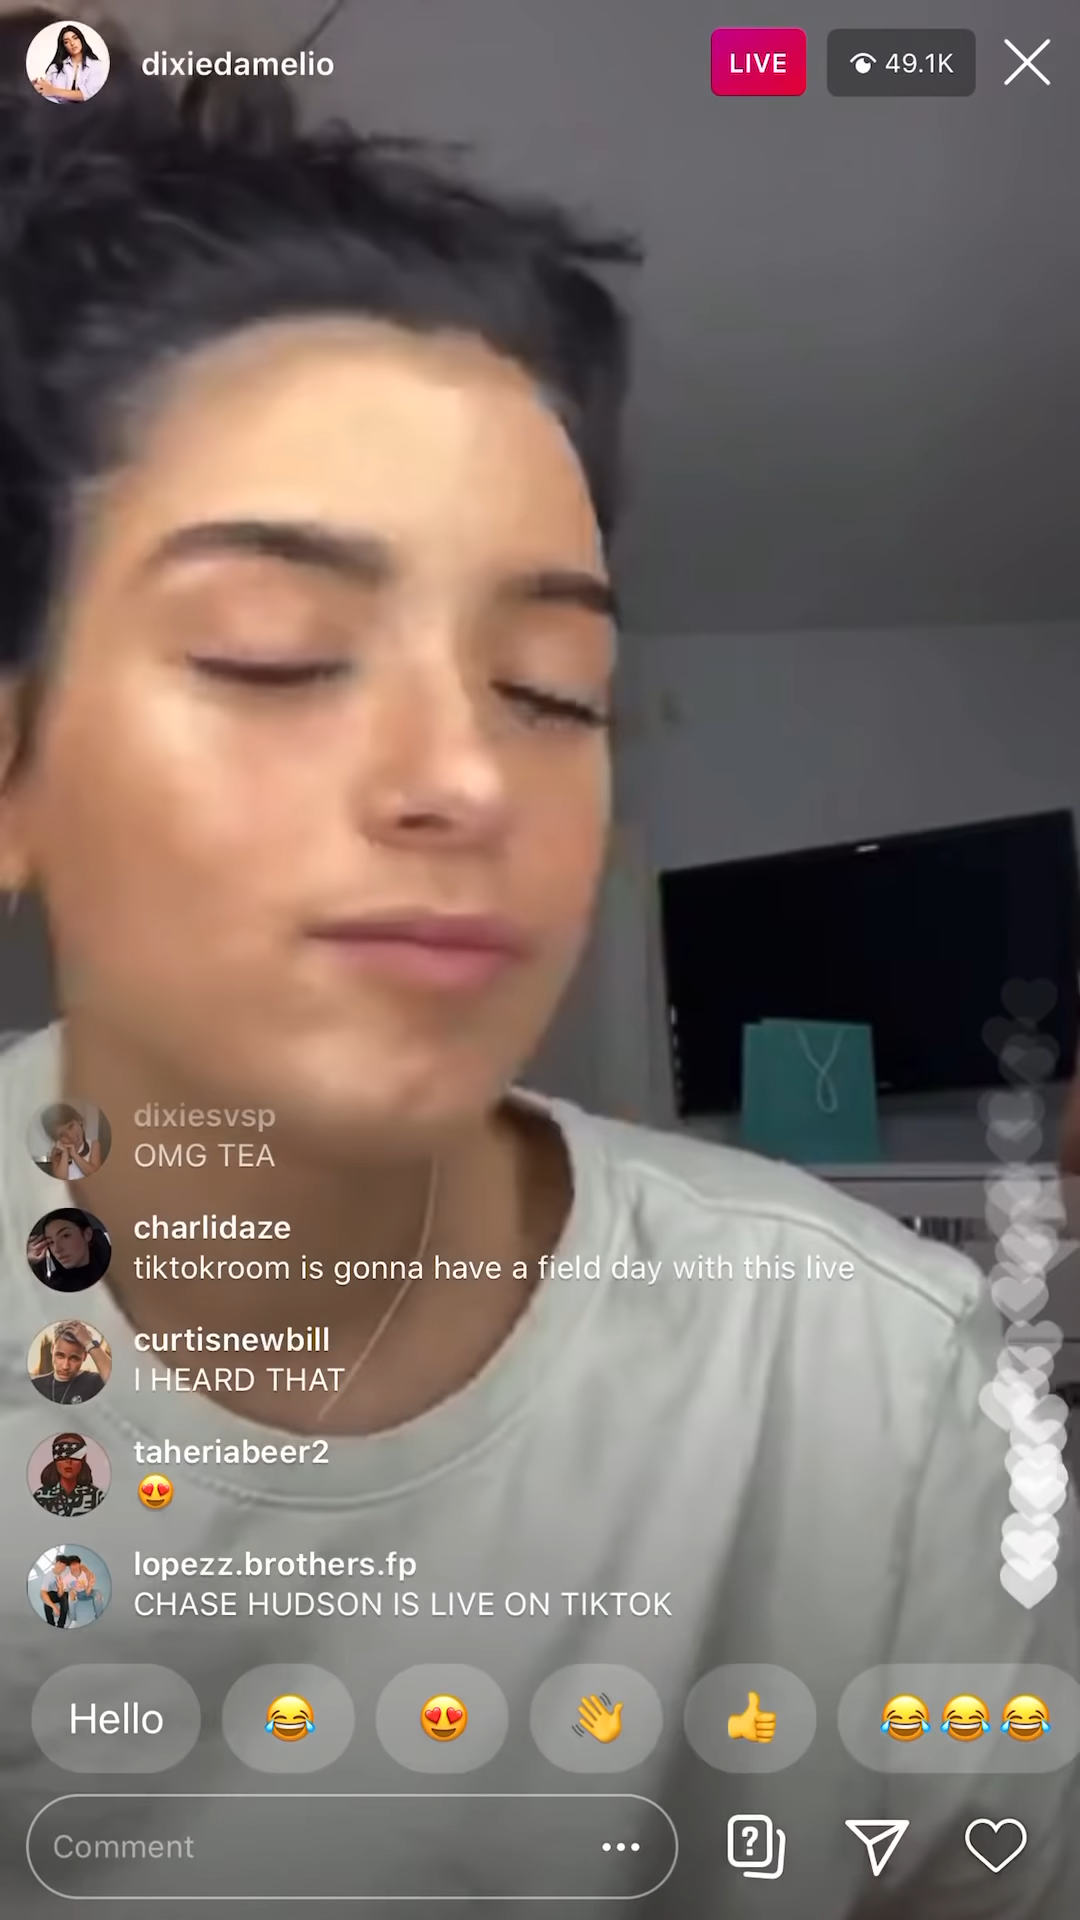 dixiedamelio
LIVE
49.1K
dixiesvsp
OMG TEA
charlidaze
tiktokroom is gonna have a field day with this live
curtisnewbill
I HEARD THAT
taheriabeer2
😍
lopezz.brothers.fp
CHASE HUDSON IS LIVE ON TIKTOK
Hello 😂 😍 👋 👍 😂😂😂
Comment ...